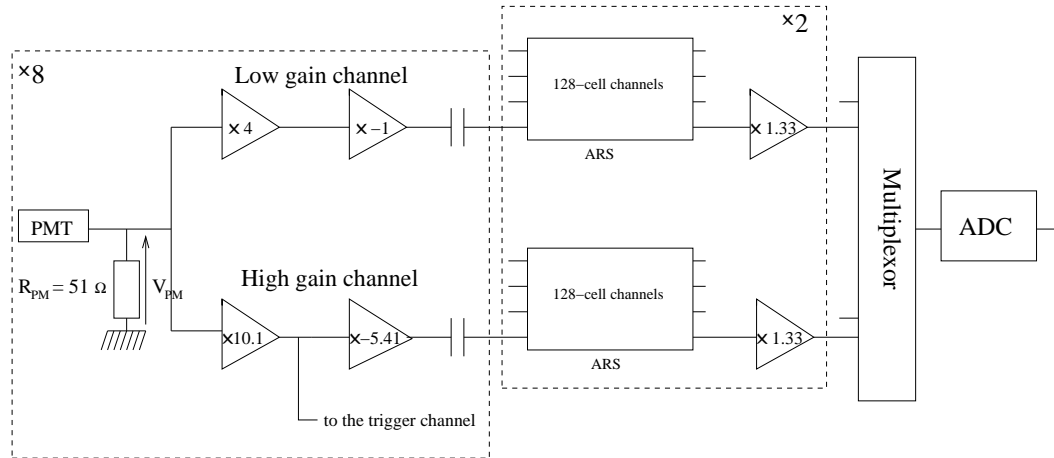 ×8
×2
Low gain channel
× 4
× −1
128−cell channels
ARS
× 1.33
PMT
R_PM = 51 Ω
V_PM
High gain channel
×10.1
×−5.41
128−cell channels
ARS
× 1.33
to the trigger channel
Multiplexor
ADC